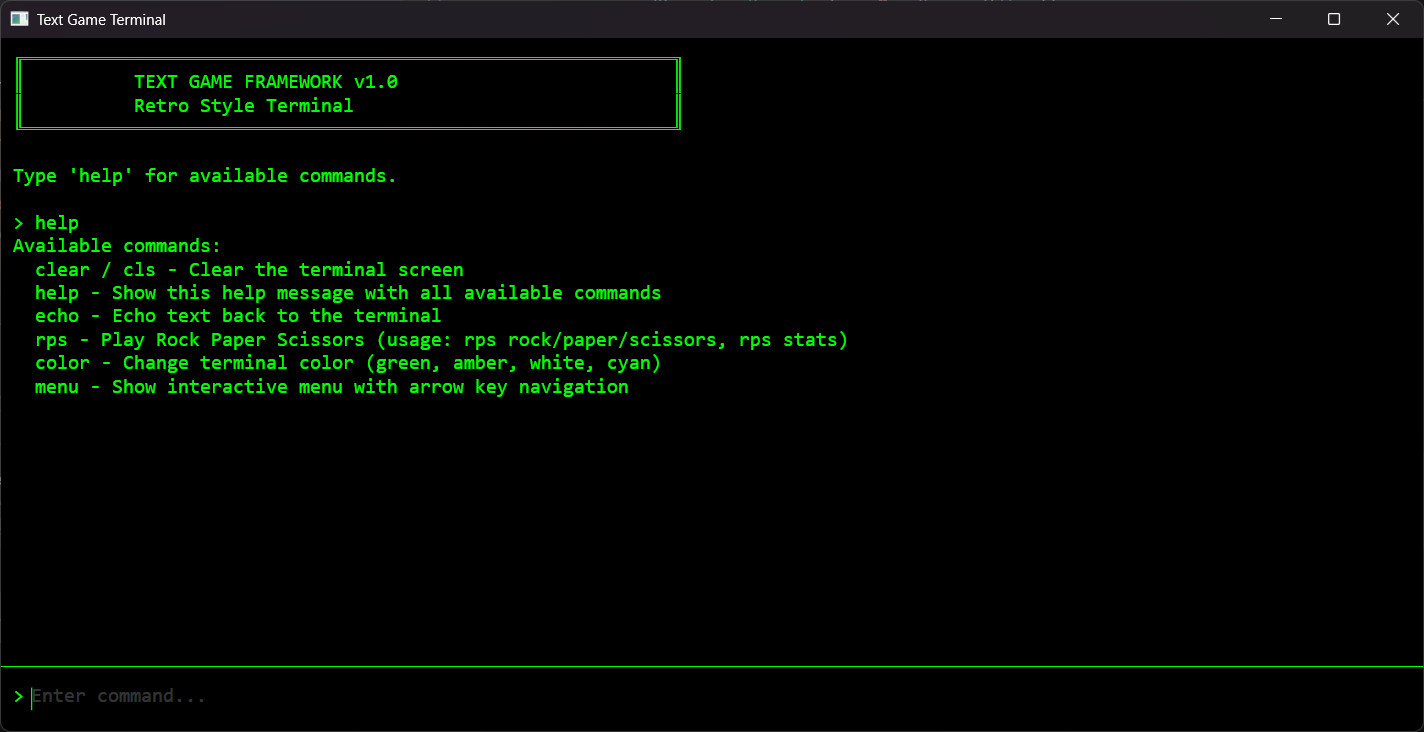 Text Game Terminal
TEXT GAME FRAMEWORK v1.0
Retro Style Terminal
Type 'help' for available commands.
> help
Available commands:
clear / cls - Clear the terminal screen
help - Show this help message with all available commands
echo - Echo text back to the terminal
rps - Play Rock Paper Scissors (usage: rps rock/paper/scissors, rps stats)
color - Change terminal color (green, amber, white, cyan)
menu - Show interactive menu with arrow key navigation
> Enter command...